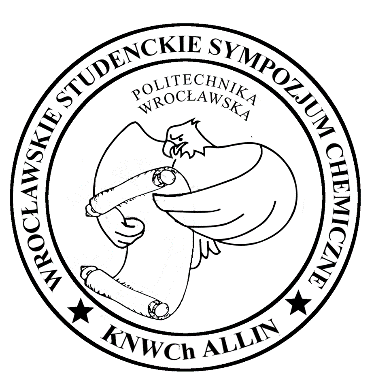 WROCŁAWSKIE STUDENCKIE SYMPOZJUM CHEMICZNE
POLITECHNIKA
WROCŁAWSKA
★ KNWCh ALLIN ★